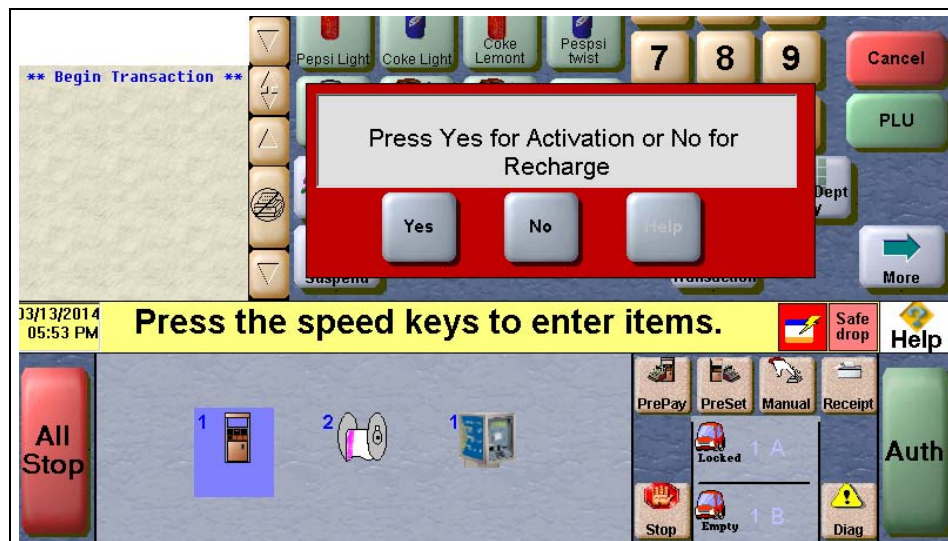 Pepsi Light
Coke Light
Coke
Lemont
Pespsi
twist
7
8
9
Cancel
** Begin Transaction **
PLU
Press Yes for Activation or No for
Recharge
Dept
Yes
No
Help
Suspend
Transaction
More
03/13/2014
05:53 PM
Press the speed keys to enter items.
Safe
drop
Help
PrePay
PreSet
Manual
Receipt
All
Stop
1
2
1
Locked
1 A
Auth
Stop
Empty
1 B
Diag